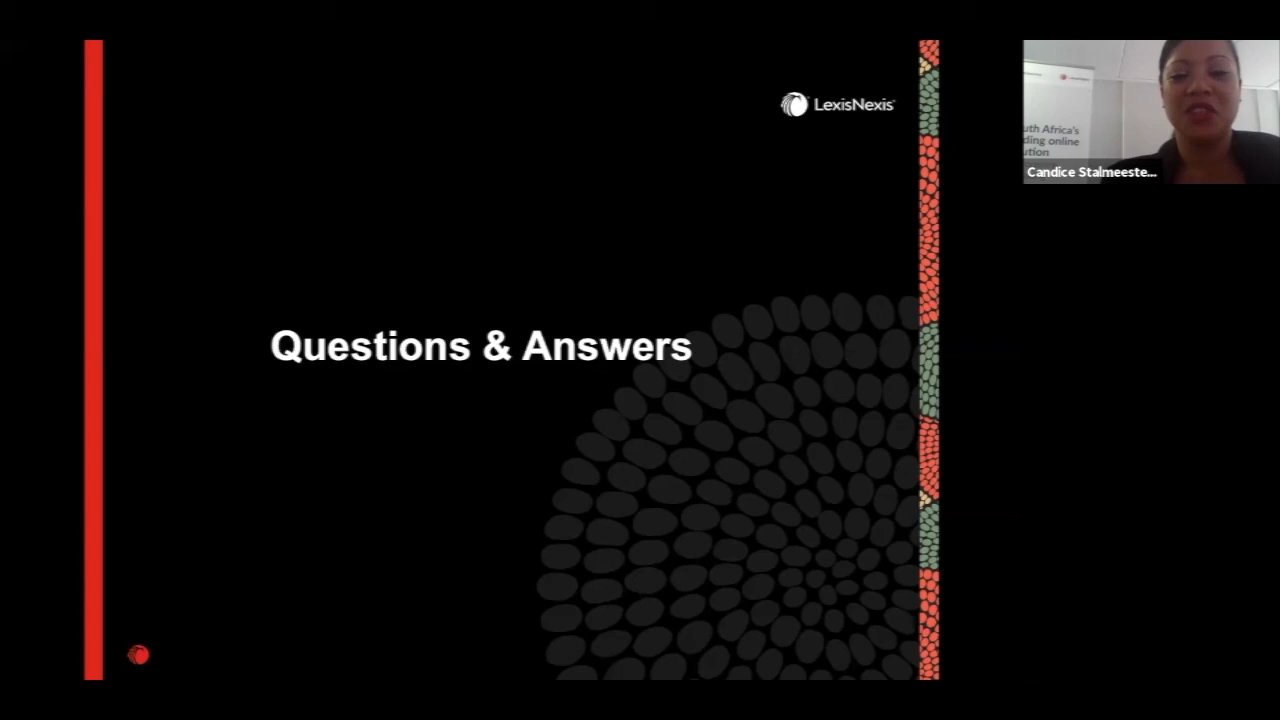 LexisNexis
Questions & Answers
uth Africa's
ding online
ution
Candice Stalmeeste...